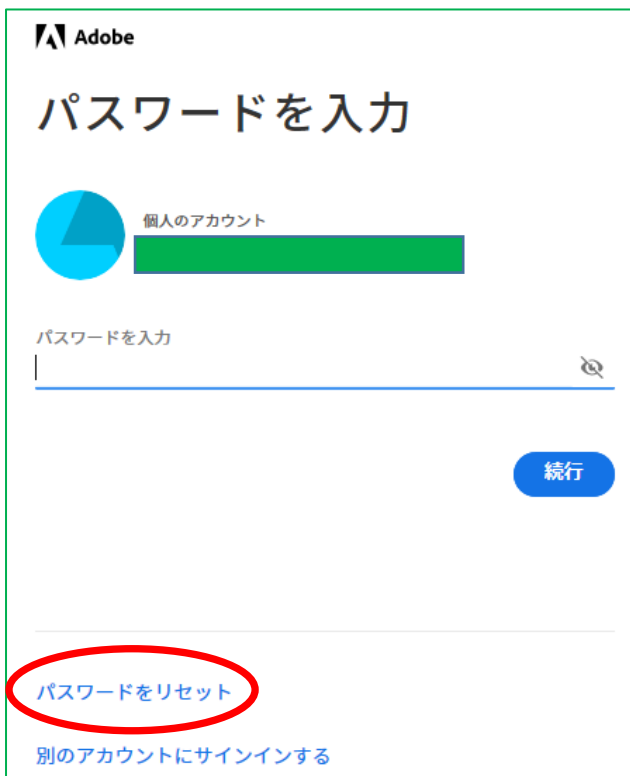 Adobe
パスワードを入力
個人のアカウント
パスワードを入力
続行
パスワードをリセット
別のアカウントにサインインする